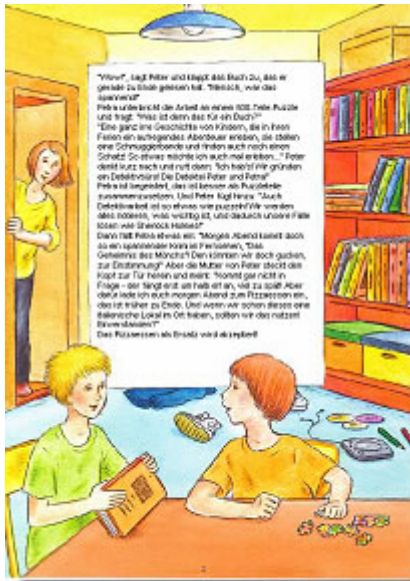 "Wow!", sagt Peter und klappt das Buch zu, das er
gerade zu Ende gelesen hat. "Mensch, war das
spannend!"
Petra unterbricht die Arbeit an einem 500-Teile-Puzzle
und fragt: "Was ist denn das für ein Buch?"
"Eine ganz irre Geschichte von Kindern, die in ihren
Ferien ein aufregendes Abenteuer erleben, sie stellen
eine Schmugglerbande und finden auch noch einen
Schatz! So etwas möchte ich auch mal erleben..." Peter
denkt kurz nach und ruft dann: "Ich hab's! Wir gründen
ein Detektivbüro! Die Detektei Peter und Petra!"
Petra ist begeistert, das ist besser als Puzzleteile
zusammenzusetzen. Und Peter fügt hinzu: "Auch
Detektivarbeit ist so etwas wie puzzeln! Wir werden
alles notieren, was wichtig ist, und dadurch unsere Fälle
lösen wie Sherlock Holmes!"
Dann fällt Petra etwas ein: "Morgen Abend kommt doch
so ein spannender Krimi im Fernsehen, "Das
Geheimnis des Mönchs"! Den könnten wir doch gucken,
zur Einstimmung!" Aber die Mutter von Peter steckt den
Kopf zur Tür herein und meint: "Kommt gar nicht in
Frage - der fängt erst um halb elf an, viel zu spät! Aber
dafür lade ich euch morgen Abend zum Pizzaessen ein,
das ist früher zu Ende. Und wenn wir schon dieses eine
italienische Lokal im Ort haben, sollten wir das nutzen!
Einverstanden?"
Das Pizzaessen als Ersatz wird akzeptiert!
2